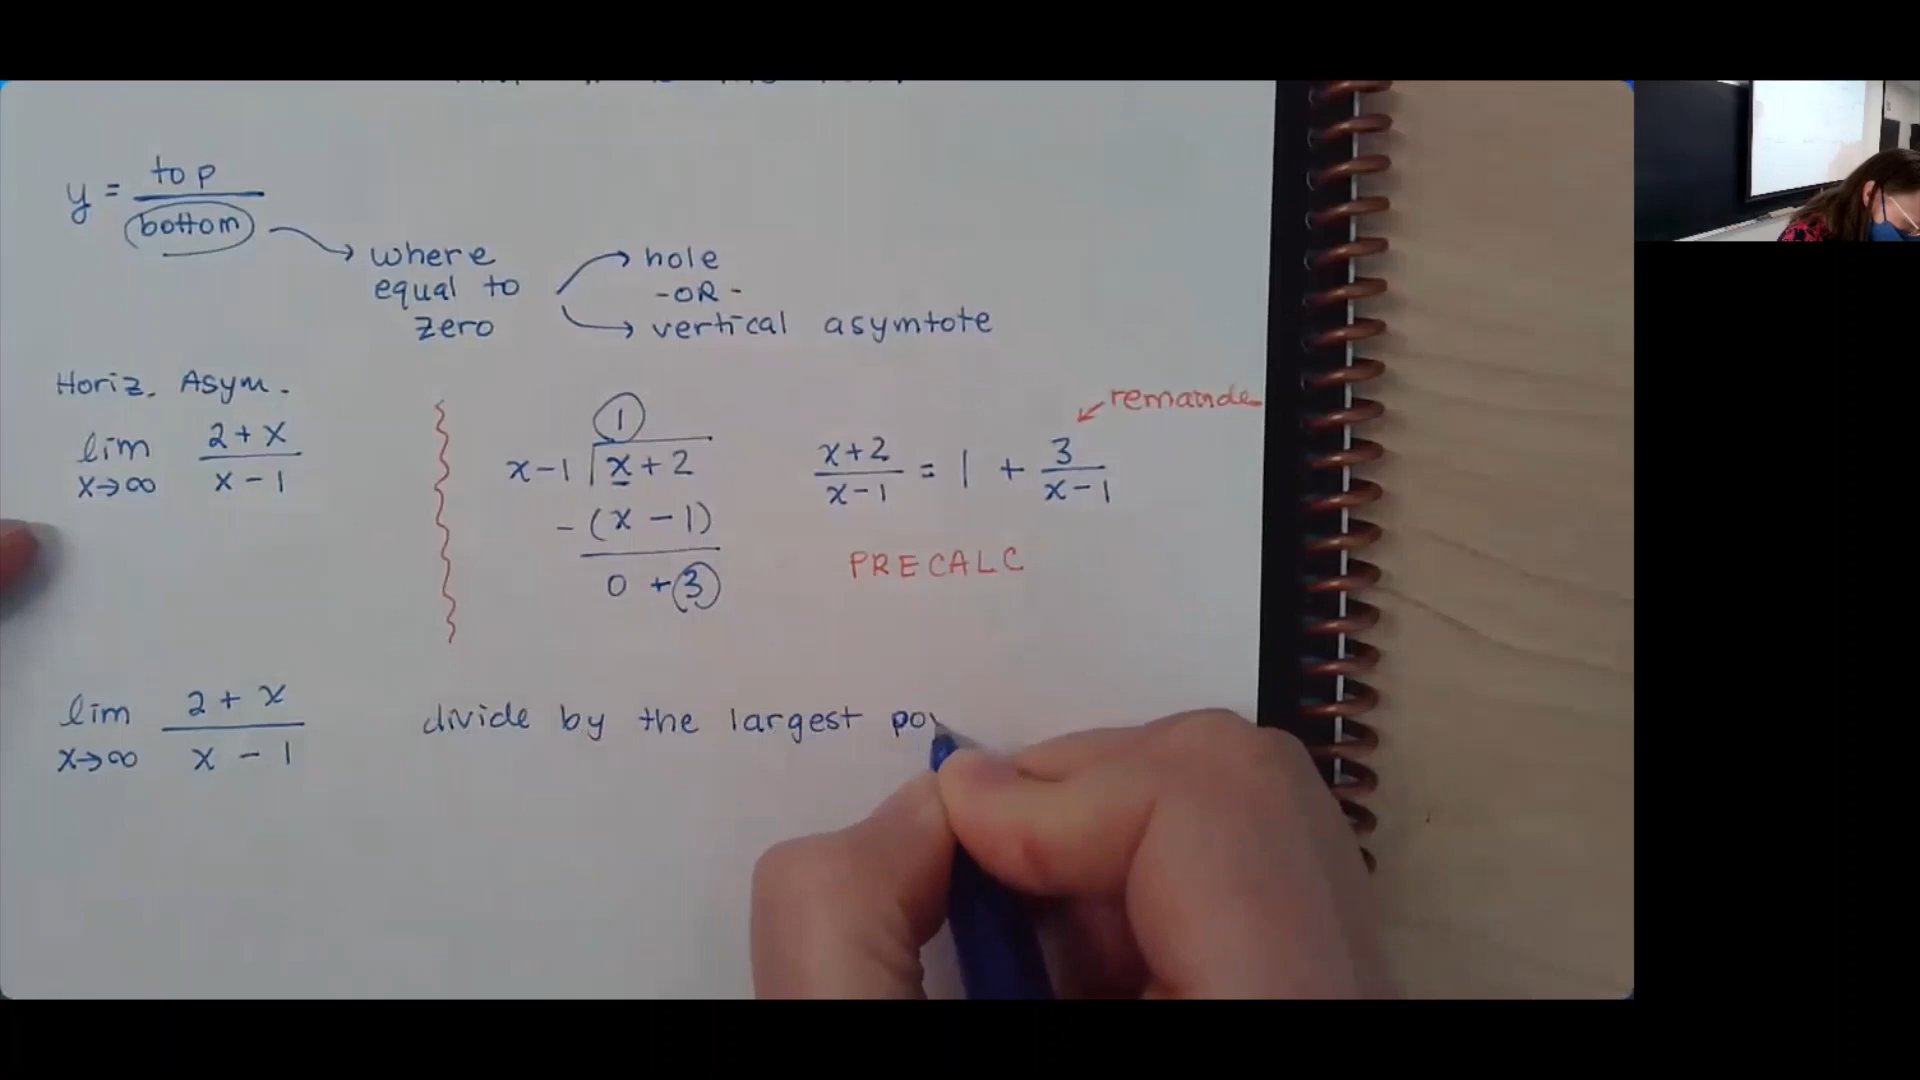 y = top / bottom
where equal to zero
hole
-OR-
vertical asymtote
Horiz. Asym.
lim x→∞ (2+x)/(x-1)
1
x-1 | x+2
-(x-1)
0 +3
(x+2)/(x-1) = 1 + 3/(x-1)
remainde
PRECALC
lim x→∞ (2+x)/(x-1)
divide by the largest pow